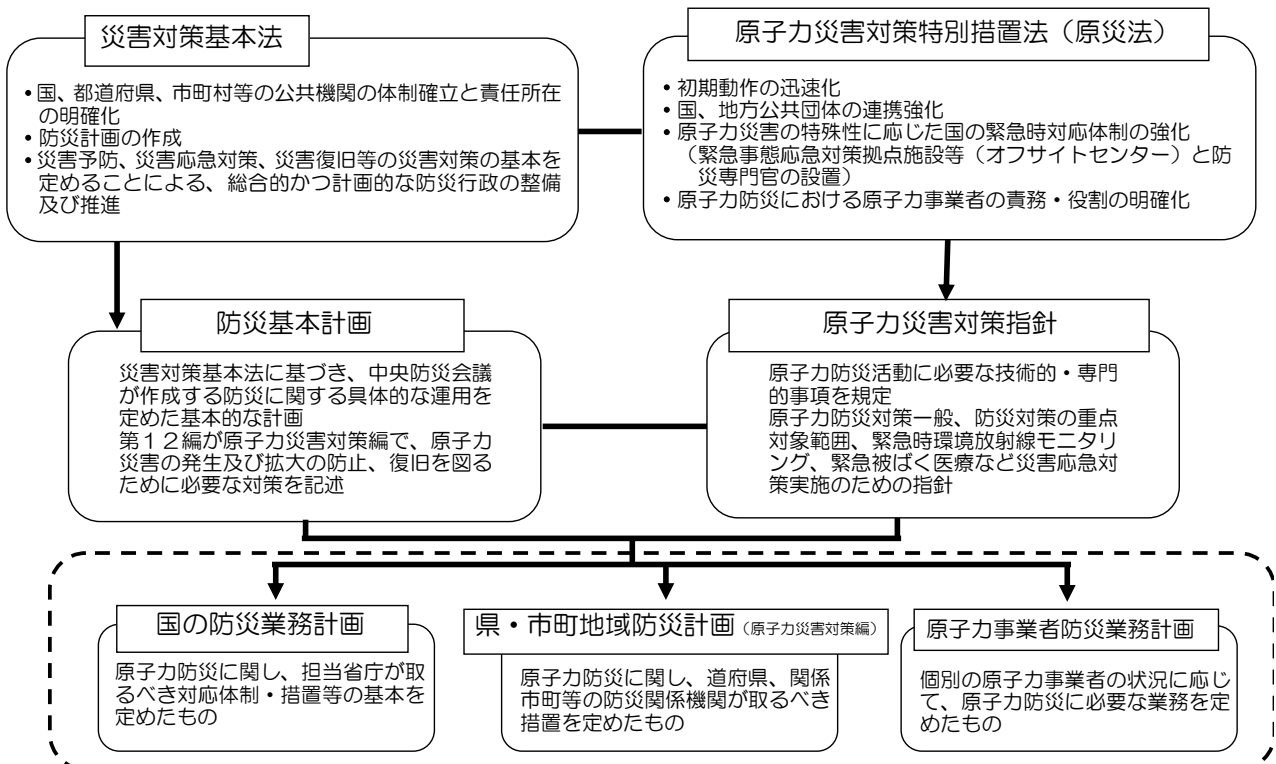 災害対策基本法
・国、都道府県、市町村等の公共機関の体制確立と責任所在
の明確化
・防災計画の作成
・災害予防、災害応急対策、災害復旧等の災害対策の基本を
定めることによる、総合的かつ計画的な防災行政の整備
及び推進
原子力災害対策特別措置法（原災法）
・初期動作の迅速化
・国、地方公共団体の連携強化
・原子力災害の特殊性に応じた国の緊急時対応体制の強化
（緊急事態応急対策拠点施設等（オフサイトセンター）と防
災専門官の設置）
・原子力防災における原子力事業者の責務・役割の明確化
防災基本計画
災害対策基本法に基づき、中央防災会議
が作成する防災に関する具体的な運用を
定めた基本的な計画
第１２編が原子力災害対策編で、原子力
災害の発生及び拡大の防止、復旧を図る
ために必要な対策を記述
原子力災害対策指針
原子力防災活動に必要な技術的・専門
的事項を規定
原子力防災対策一般、防災対策の重点
対象範囲、緊急時環境放射線モニタリ
ング、緊急被ばく医療など災害応急対
策実施のための指針
国の防災業務計画
原子力防災に関し、担当省庁が取
るべき対応体制・措置等の基本を
定めたもの
県・市町地域防災計画（原子力災害対策編）
原子力防災に関し、道府県、関係
市町等の防災関係機関が取るべき
措置を定めたもの
原子力事業者防災業務計画
個別の原子力事業者の状況に応じ
て、原子力防災に必要な業務を定
めたもの